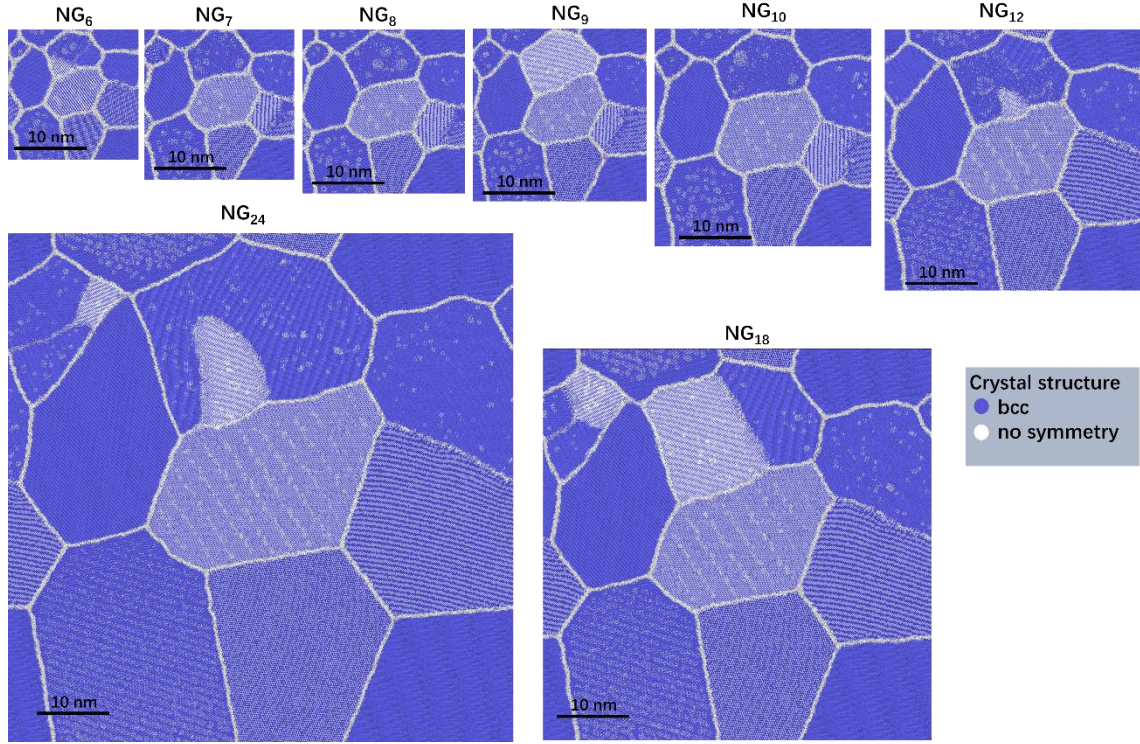 NG6
NG7
NG8
NG9
NG10
NG12
10 nm
10 nm
10 nm
10 nm
10 nm
10 nm
NG24
NG18
Crystal structure
bcc
no symmetry
10 nm
10 nm